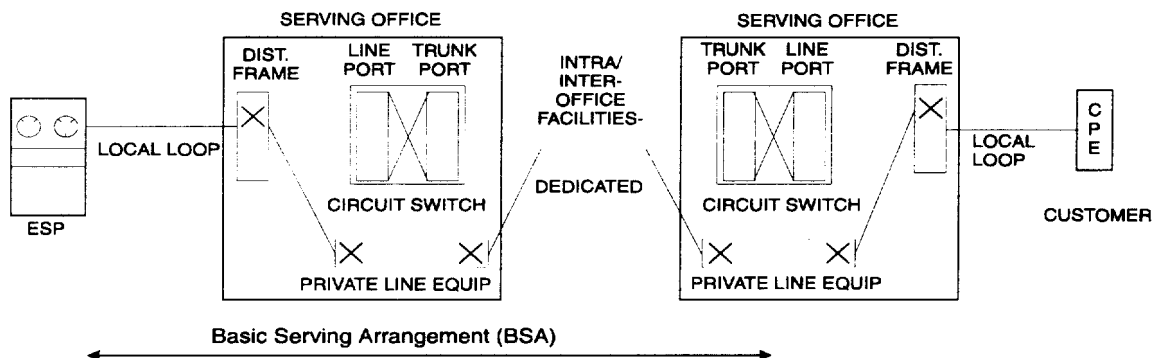 SERVING OFFICE
DIST.
FRAME
LINE
PORT
TRUNK
PORT
LOCAL LOOP
ESP
CIRCUIT SWITCH
PRIVATE LINE EQUIP
INTRA/
INTER-
OFFICE
FACILITIES-
DEDICATED
SERVING OFFICE
TRUNK
PORT
LINE
PORT
DIST.
FRAME
CIRCUIT SWITCH
PRIVATE LINE EQUIP
LOCAL
LOOP
CPE
CUSTOMER
Basic Serving Arrangement (BSA)